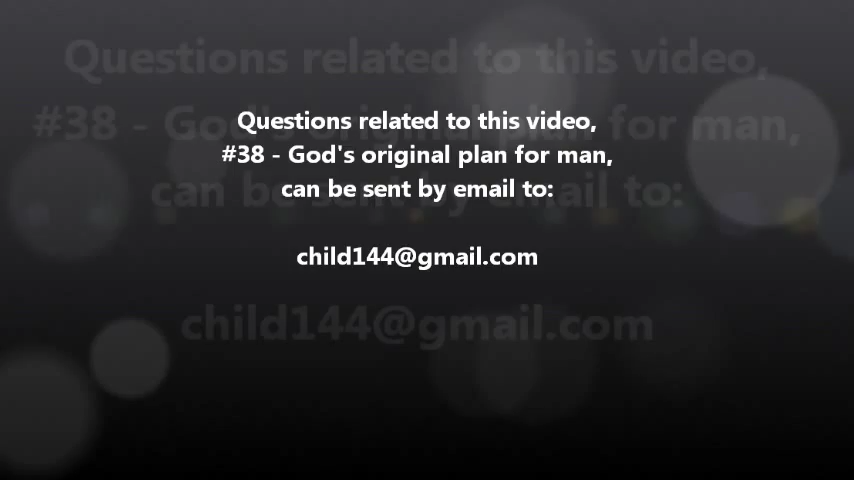 Questions related to this video,
#38 - God's original plan for man,
can be sent by email to:
child144@gmail.com